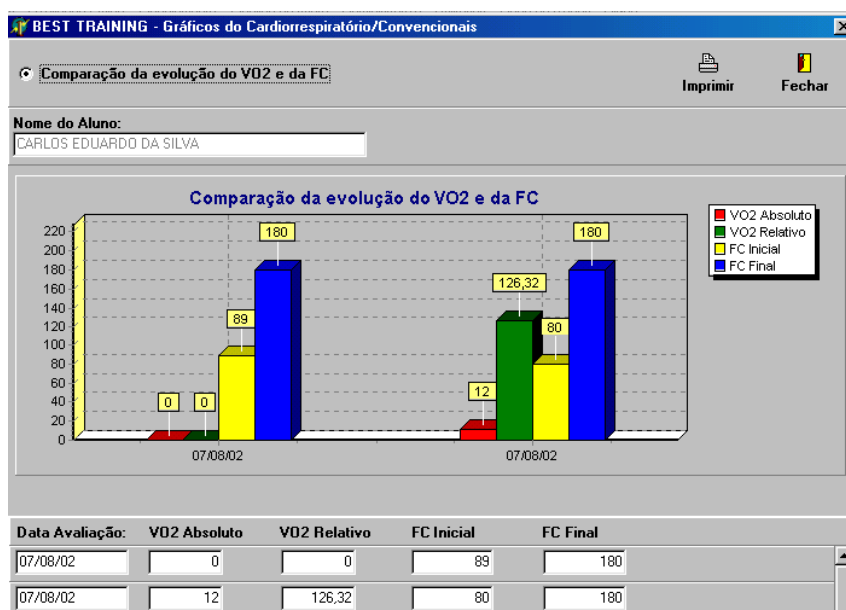 BEST TRAINING - Gráficos do Cardiorrespiratório/Convencionais
Comparação da evolução do VO2 e da FC
Imprimir Fechar
Nome do Aluno:
CARLOS EDUARDO DA SILVA
Comparação da evolução do VO2 e da FC
220
200
180
160
140
120
100
80
60
40
20
0
0
0
89
180
12
126,32
80
180
07/08/02
07/08/02
VO2 Absoluto
VO2 Relativo
FC Inicial
FC Final
Data Avaliação: VO2 Absoluto VO2 Relativo FC Inicial FC Final
07/08/02 0 0 89 180
07/08/02 12 126,32 80 180